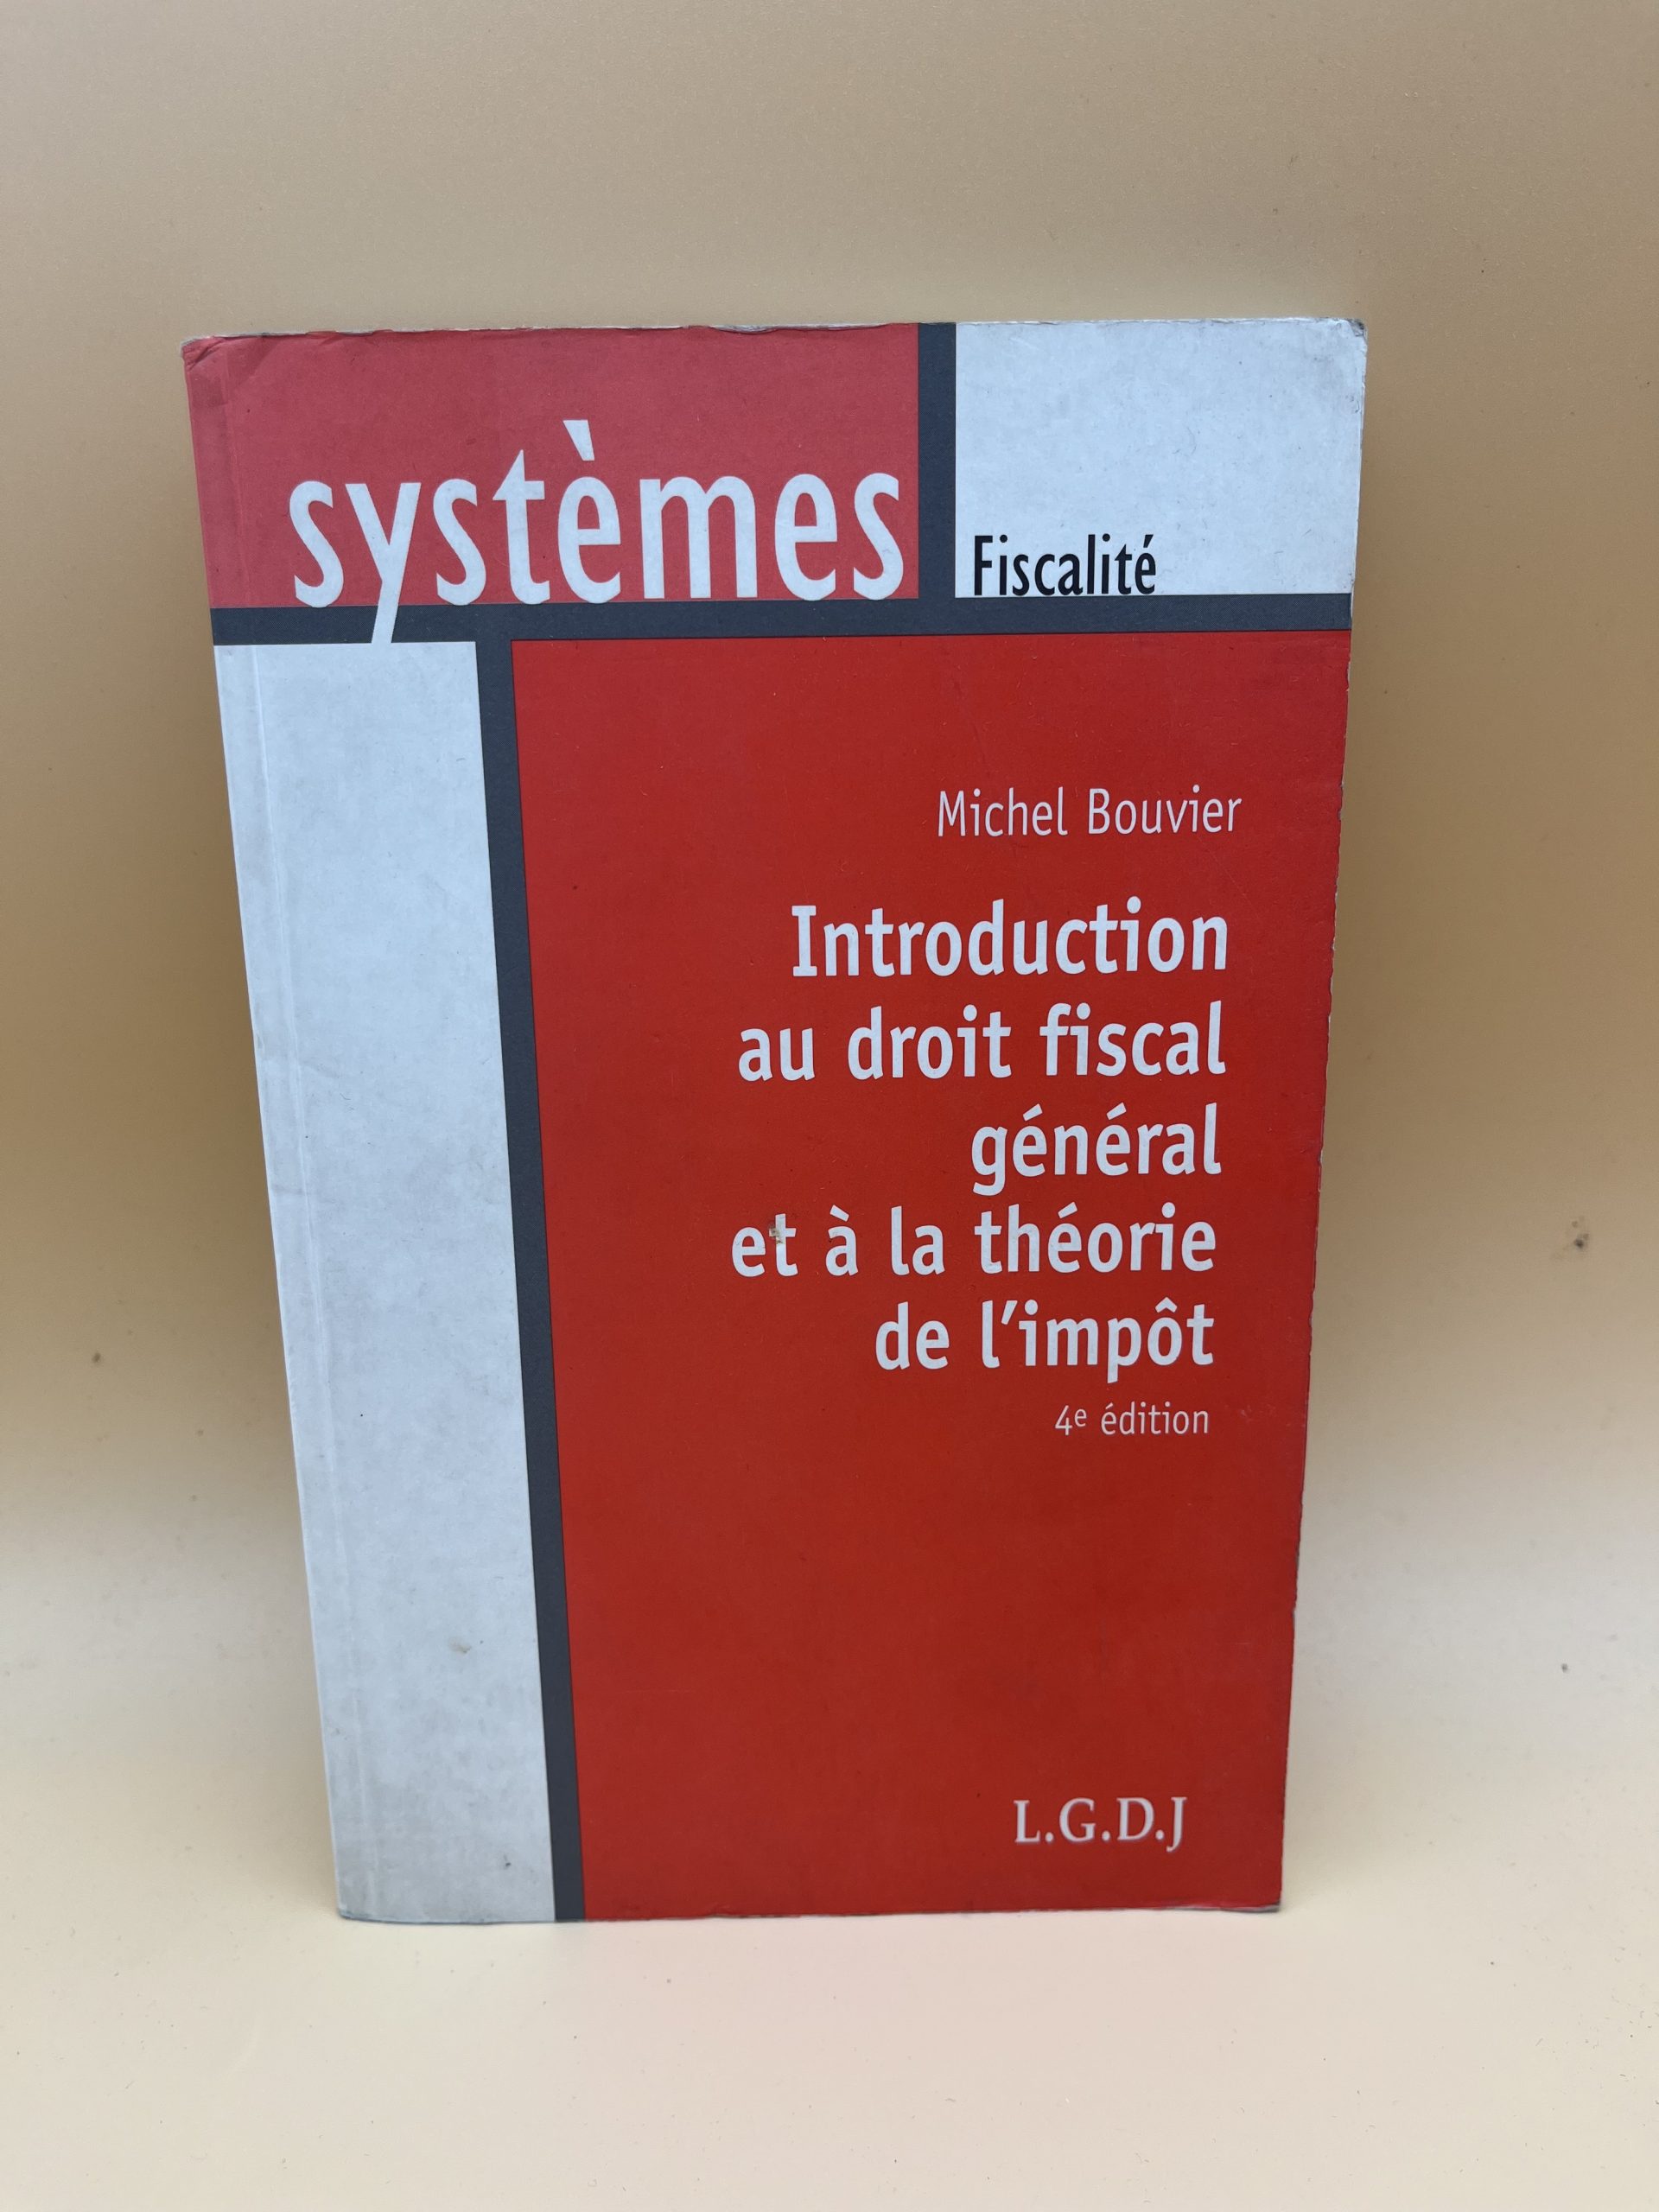 systèmes
Fiscalité
Michel Bouvier
Introduction
au droit fiscal
général
et à la théorie
de l'impôt
4e édition
L.G.D.J